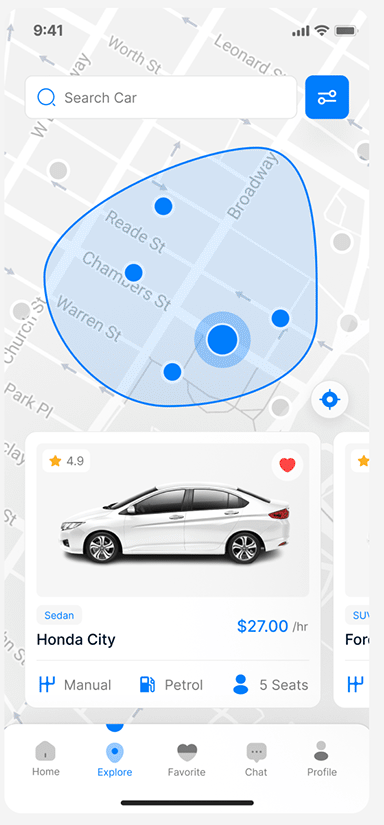 9:41
Worth St
Leonard St
Search Car
Broadway
Reade St
Chambers St
Warren St
Church St
Park Pl
St
4.9
Sedan
SUV
Honda City
$27.00 /hr
Manual
Petrol
5 Seats
Home
Explore
Favorite
Chat
Profile